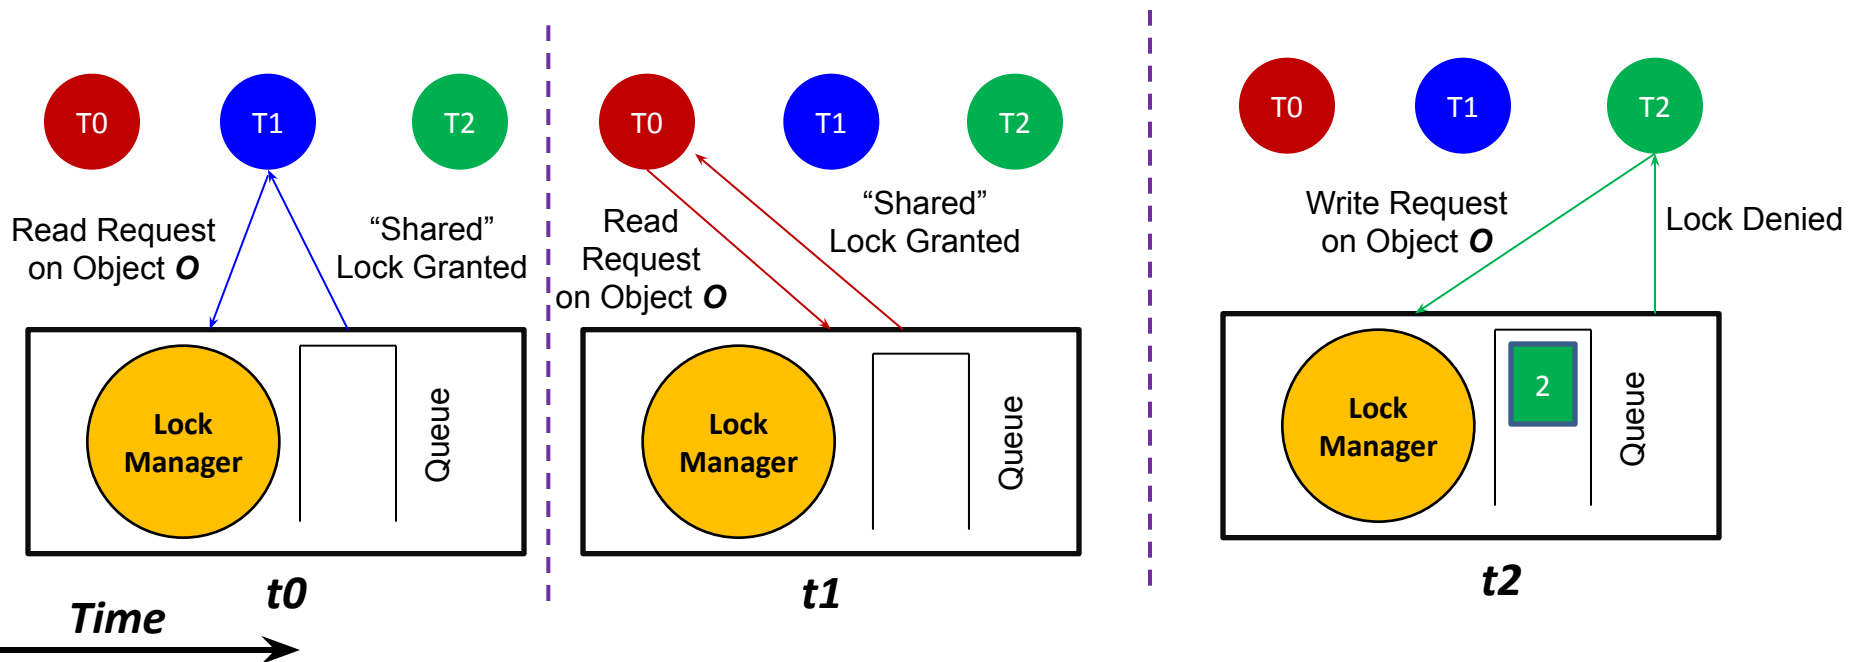 T0
T1
T2
Read Request
on Object O
“Shared”
Lock Granted
Lock
Manager
Queue
t0
Time
T0
T1
T2
Read
Request
on Object O
“Shared”
Lock Granted
Lock
Manager
Queue
t1
T0
T1
T2
Write Request
on Object O
Lock Denied
Lock
Manager
2
Queue
t2